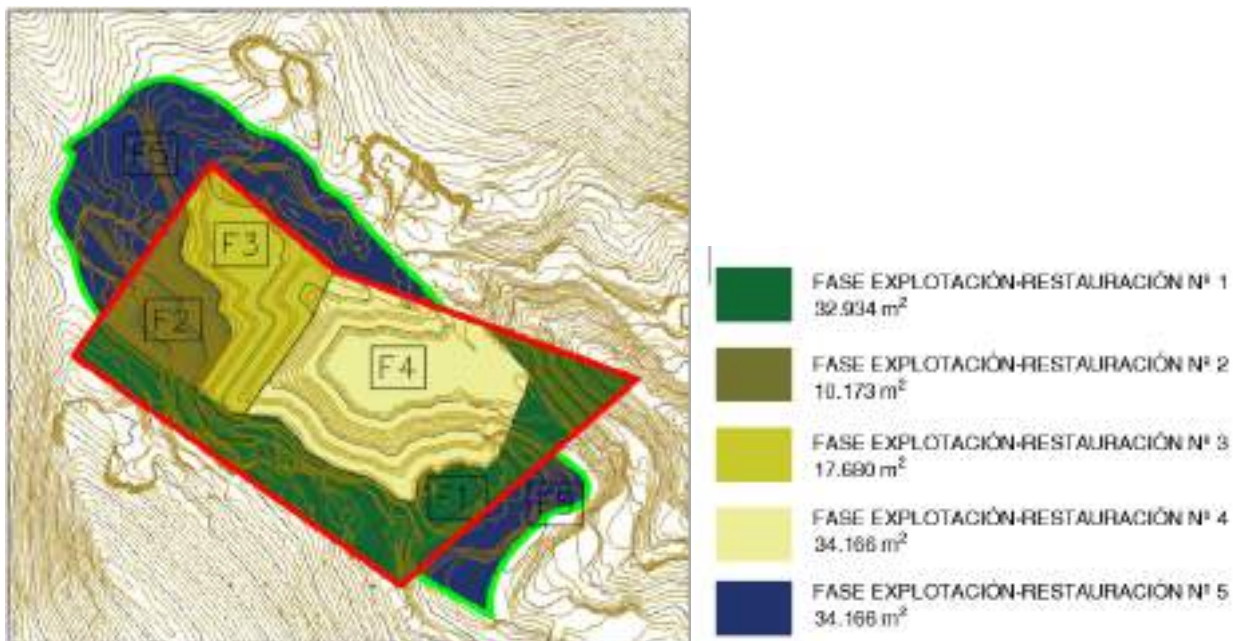 F5
F3
F2
F4
F1
F5
FASE EXPLOTACIÓN-RESTAURACIÓN Nº 1
32.934 m²
FASE EXPLOTACIÓN-RESTAURACIÓN Nº 2
10.173 m²
FASE EXPLOTACIÓN-RESTAURACIÓN Nº 3
17.680 m²
FASE EXPLOTACIÓN-RESTAURACIÓN Nº 4
34.166 m²
FASE EXPLOTACIÓN-RESTAURACIÓN Nº 5
34.166 m²